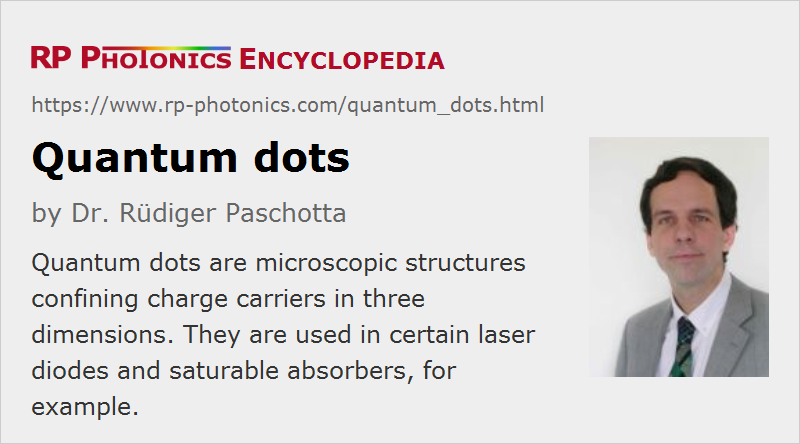 RP PHOTONICS ENCYCLOPEDIA
https://www.rp-photonics.com/quantum_dots.html
Quantum dots
by Dr. Rüdiger Paschotta
Quantum dots are microscopic structures
confining charge carriers in three
dimensions. They are used in certain laser
diodes and saturable absorbers, for
example.